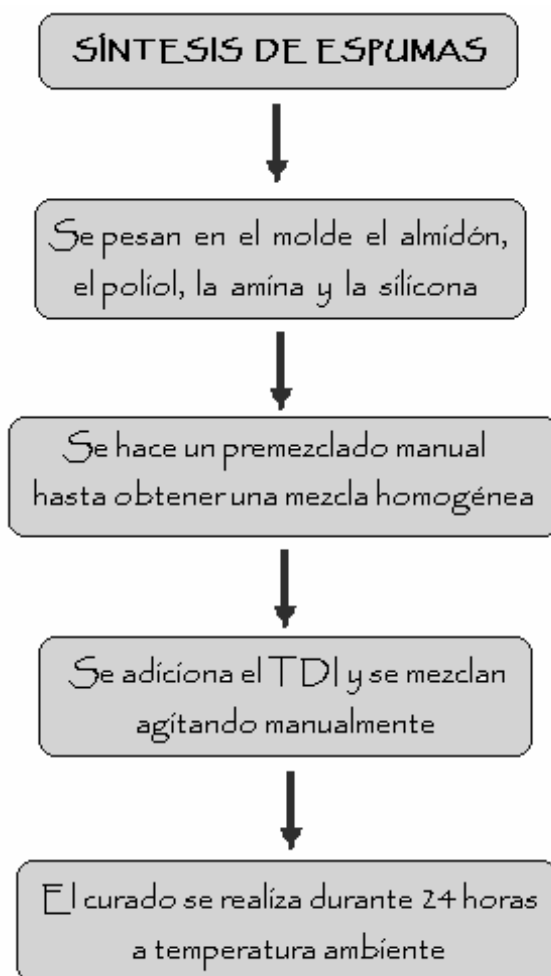 SÍNTESIS DE ESPUMAS
Se pesan en el molde el almidón,
el poliol, la amina y la silicona
Se hace un premezclado manual
hasta obtener una mezcla homogénea
Se adiciona el TDI y se mezclan
agitando manualmente
El curado se realiza durante 24 horas
a temperatura ambiente